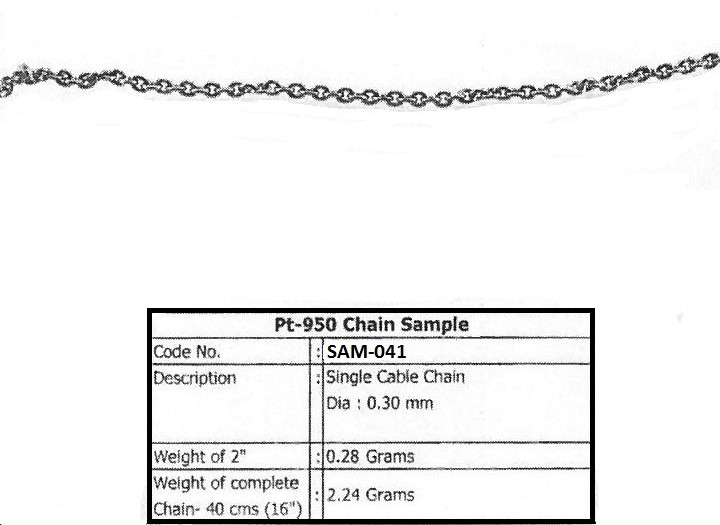 Pt-950 Chain Sample
Code No. : SAM-041
Description : Single Cable Chain
Dia : 0.30 mm
Weight of 2" : 0.28 Grams
Weight of complete
Chain- 40 cms (16") : 2.24 Grams